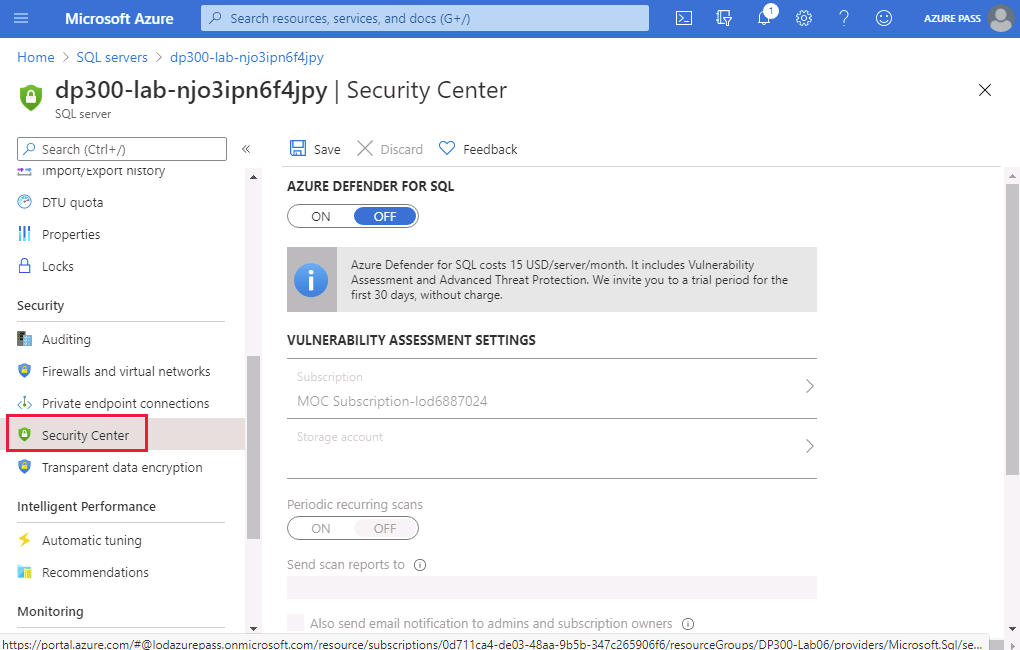 Microsoft Azure
Search resources, services, and docs (G+/)
1
AZURE PASS
Home > SQL servers > dp300-lab-njo3ipn6f4jpy
dp300-lab-njo3ipn6f4jpy | Security Center
SQL server
Search (Ctrl+/)
«
Import/Export history
DTU quota
Properties
Locks
Security
Auditing
Firewalls and virtual networks
Private endpoint connections
Security Center
Transparent data encryption
Intelligent Performance
Automatic tuning
Recommendations
Monitoring
Save
Discard
Feedback
AZURE DEFENDER FOR SQL
ON OFF
Azure Defender for SQL costs 15 USD/server/month. It includes Vulnerability
Assessment and Advanced Threat Protection. We invite you to a trial period for the
first 30 days, without charge.
VULNERABILITY ASSESSMENT SETTINGS
Subscription
MOC Subscription-lod6887024
Storage account
Periodic recurring scans
ON OFF
Send scan reports to
Also send email notification to admins and subscription owners
https://portal.azure.com/#@lodazurepass.onmicrosoft.com/resource/subscriptions/0d711ca4-de03-48aa-9b5b-347c265906f6/resourceGroups/DP300-Lab06/providers/Microsoft.Sql/se...